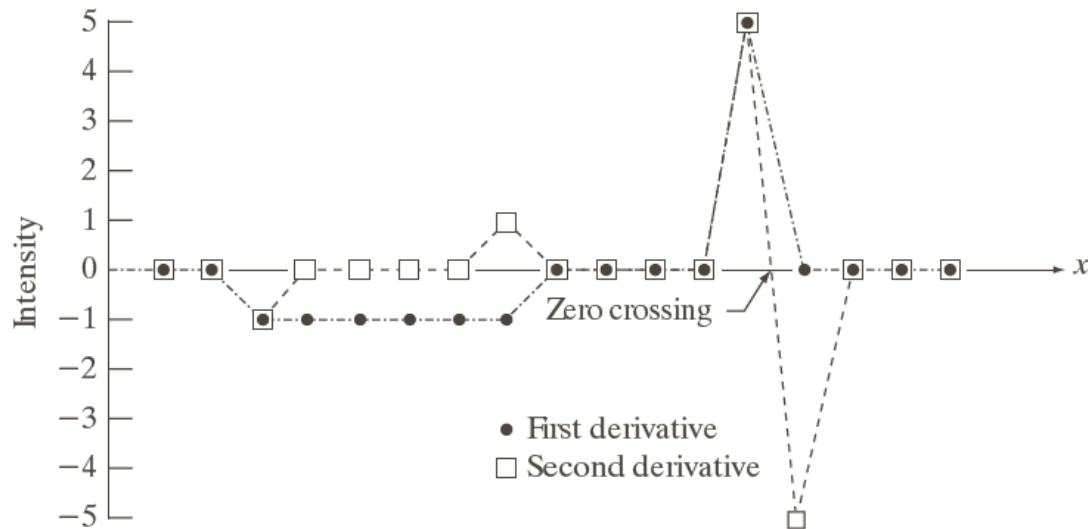 5
4
3
2
1
0
−1
−2
−3
−4
−5
Intensity
x
Zero crossing
First derivative
Second derivative